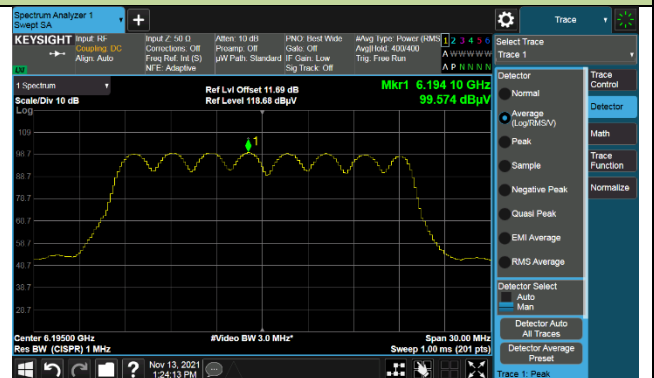 Spectrum Analyzer 1
Swept SA
Trace
KEYSIGHT Input: RF
Coupling: DC
Align: Auto
Input Z: 50 Ω
Corrections: Off
Freq Ref: Int (S)
NFE: Adaptive
Atten: 10 dB
Preamp: Off
µW Path: Standard
PNO: Best Wide
Gate: Off
IF Gain: Low
Sig Track: Off
#Avg Type: Power (RMS
Avg|Hold: 400/400
Trig: Free Run
1 2 3 4 5 6
A W W W W W
A P N N N N
LW
Select Trace
Trace 1
1 Spectrum
Scale/Div 10 dB
Log
Ref Lvl Offset 11.69 dB
Ref Level 118.68 dBµV
Mkr1 6.194 10 GHz
99.574 dBµV
109
98.7
88.7
78.7
68.7
58.7
48.7
38.7
28.7
1
Center 6.19500 GHz
Res BW (CISPR) 1 MHz
#Video BW 3.0 MHz*
Span 30.00 MHz
Sweep 1.00 ms (201 pts)
Detector
Normal
Average
(Log/RMS/V)
Peak
Sample
Negative Peak
Quasi Peak
EMI Average
RMS Average
Detector Select
Auto
Man
Detector Auto
All Traces
Detector Average
Preset
Trace 1: Peak
Trace
Control
Detector
Math
Trace
Function
Normalize
?
Nov 13, 2021
1:24:13 PM